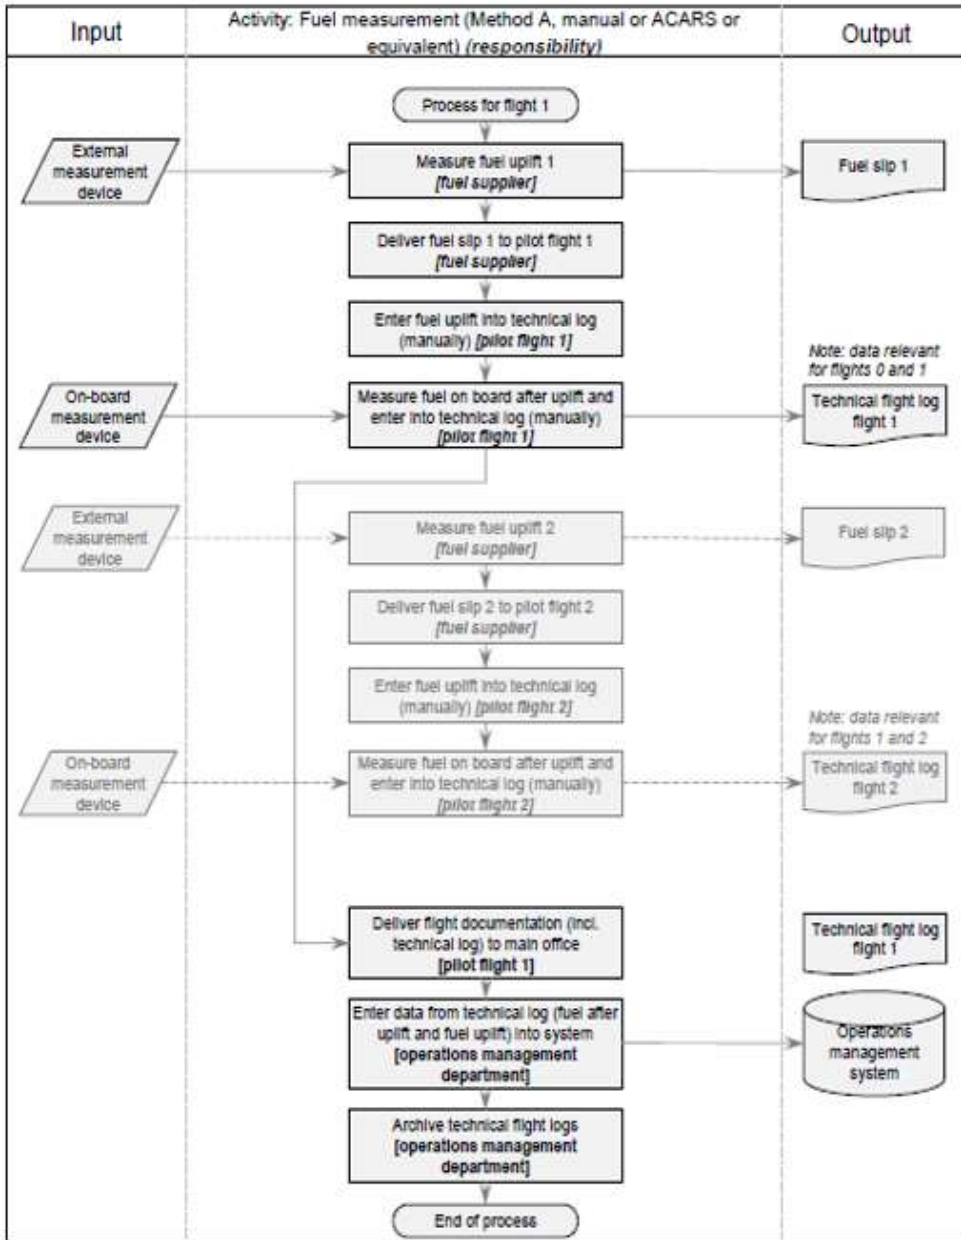 Input
Activity: Fuel measurement (Method A, manual or ACARS or
equivalent) (responsibility)
Output
Process for flight 1
External
measurement
device
Measure fuel uplift 1
[fuel supplier]
Fuel slip 1
Deliver fuel slip 1 to pilot flight 1
[fuel supplier]
Enter fuel uplift into technical log
(manually) [pilot flight 1]
Note: data relevant
for flights 0 and 1
On-board
measurement
device
Measure fuel on board after uplift and
enter into technical log (manually)
[pilot flight 1]
Technical flight log
flight 1
External
measurement
device
Measure fuel uplift 2
[fuel supplier]
Fuel slip 2
Deliver fuel slip 2 to pilot flight 2
[fuel supplier]
Enter fuel uplift into technical log
(manually) [pilot flight 2]
Note: data relevant
for flights 1 and 2
On-board
measurement
device
Measure fuel on board after uplift and
enter into technical log (manually)
[pilot flight 2]
Technical flight log
flight 2
Deliver flight documentation (incl.
technical log) to main office
[pilot flight 1]
Technical flight log
flight 1
Enter data from technical log (fuel after
uplift and fuel uplift) into system
[operations management
department]
Operations
management
system
Archive technical flight logs
[operations management
department]
End of process